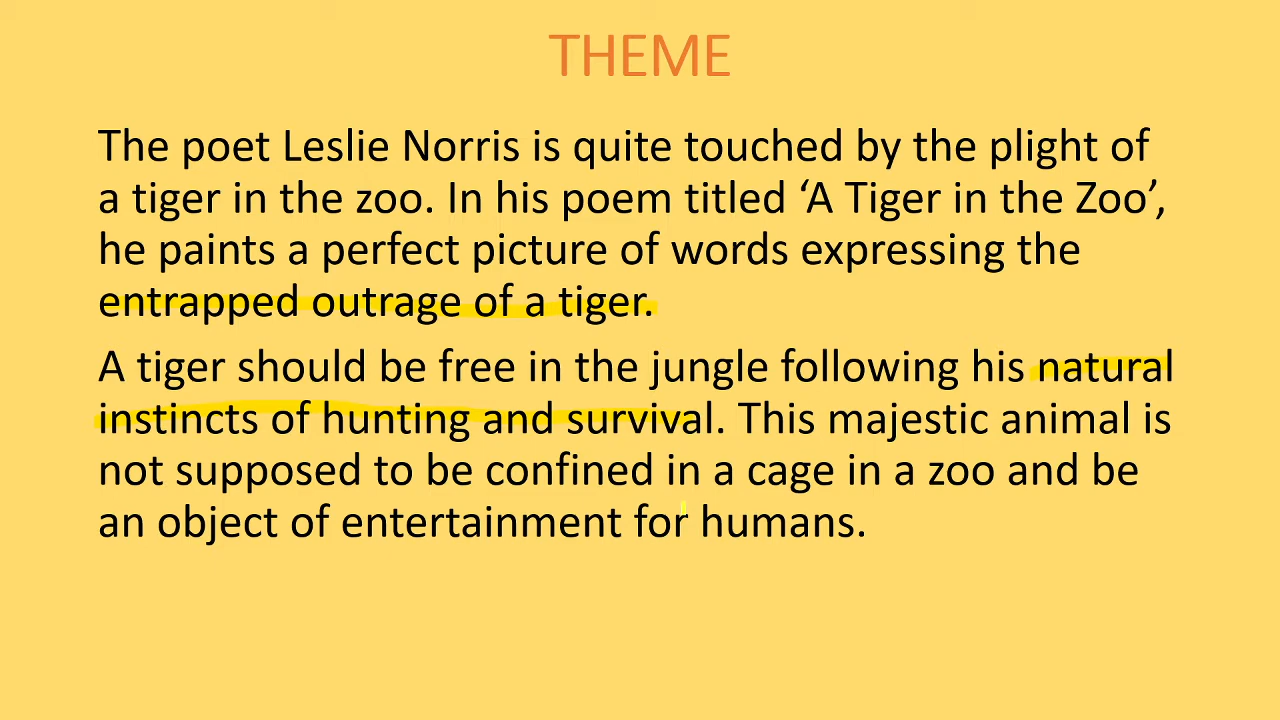 THEME
The poet Leslie Norris is quite touched by the plight of
a tiger in the zoo. In his poem titled ‘A Tiger in the Zoo’,
he paints a perfect picture of words expressing the
entrapped outrage of a tiger.
A tiger should be free in the jungle following his natural
instincts of hunting and survival. This majestic animal is
not supposed to be confined in a cage in a zoo and be
an object of entertainment for humans.